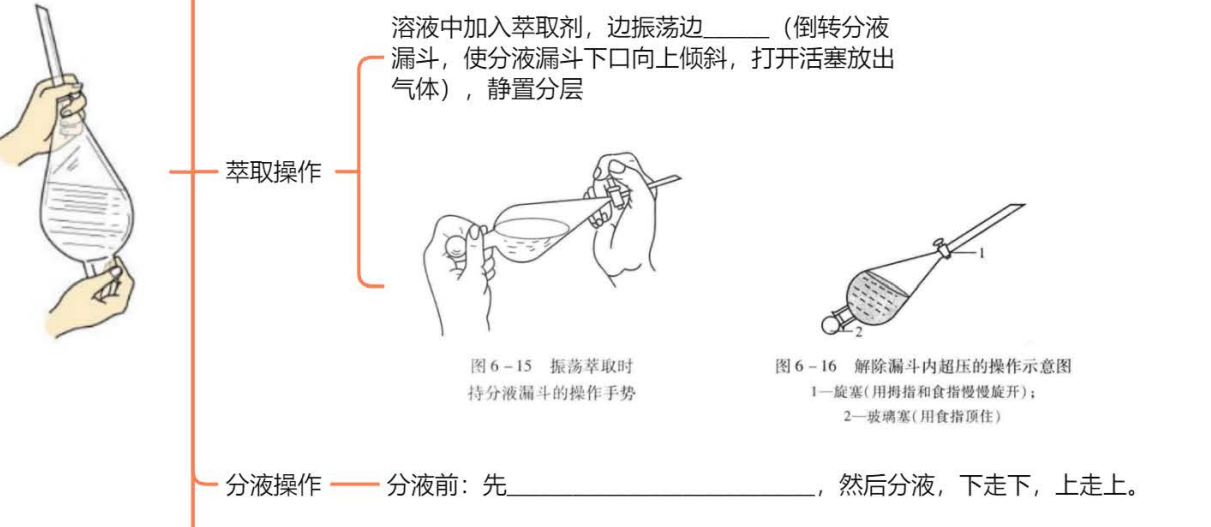 溶液中加入萃取剂，边振荡边______（倒转分液
漏斗，使分液漏斗下口向上倾斜，打开活塞放出
气体），静置分层
萃取操作
1
2
图6-15 振荡萃取时
持分液漏斗的操作手势
图6-16 解除漏斗内超压的操作示意图
1—旋塞(用拇指和食指慢慢旋开);
2—玻璃塞(用食指顶住)
分液操作
分液前：先____________________________，然后分液，下走下，上走上。